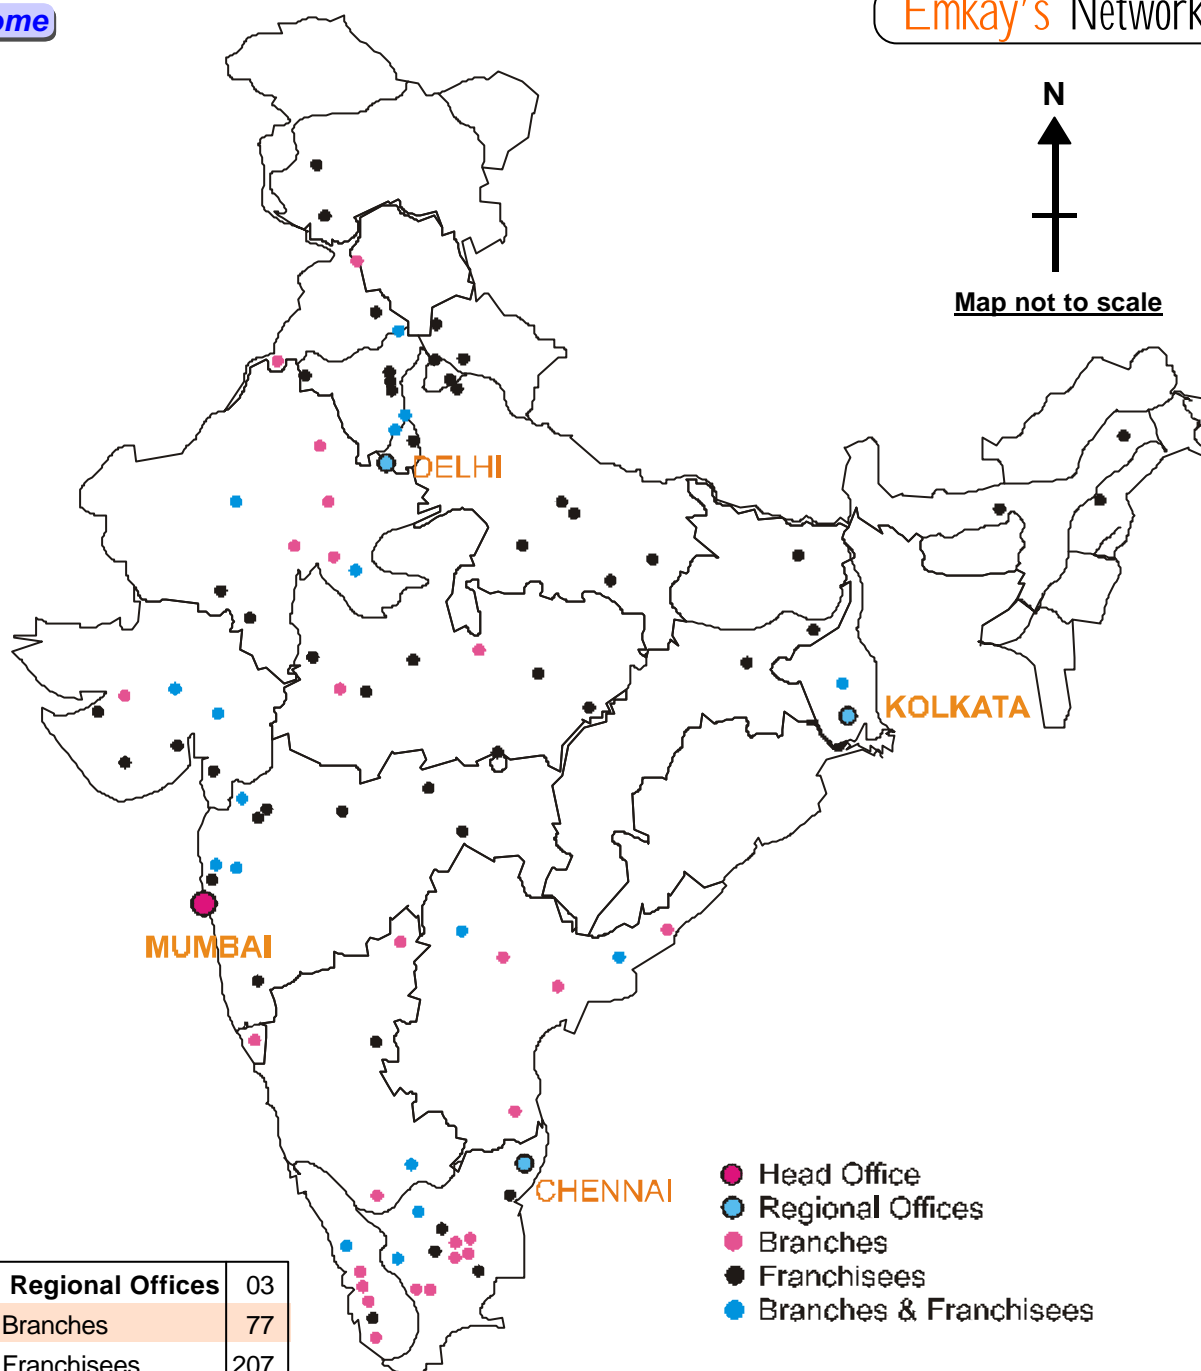 Emkay's Network
N
Map not to scale
DELHI
KOLKATA
MUMBAI
CHENNAI
Head Office
Regional Offices
Branches
Franchisees
Branches & Franchisees
Regional Offices 03
Branches 77
Franchisees 207